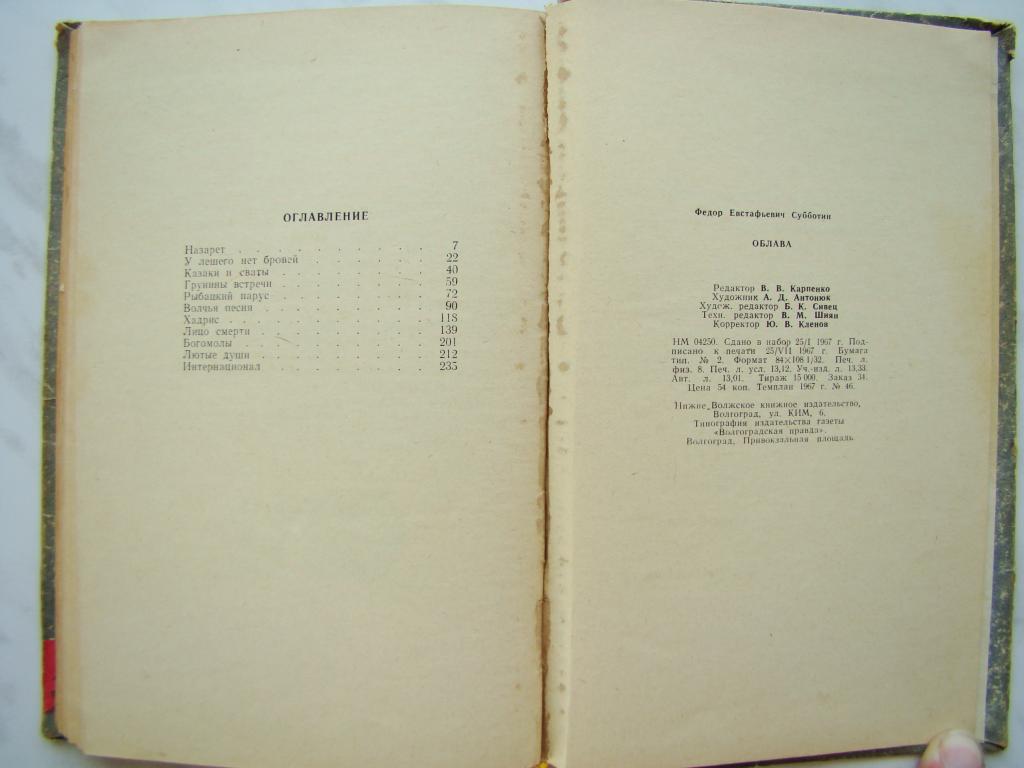 ОГЛАВЛЕНИЕ
Назарет . . . . . . . . . . 7
У лешего нет бровей . . . . . . 22
Казаки и сваты . . . . . . . . 40
Грунины встречи . . . . . . . . 59
Рыбацкий парус . . . . . . . . 72
Волчья песня . . . . . . . . . 90
Хадрис . . . . . . . . . . 118
Лицо смерти . . . . . . . . . 139
Богомолы . . . . . . . . . . 201
Лютые души . . . . . . . . . 212
Интернационал . . . . . . . . 235
Федор Евстафьевич Субботин
ОБЛАВА
Редактор В. В. Карпенко
Художник А. Д. Антонюк
Худож. редактор Б. К. Сивец
Техн. редактор В. М. Шиян
Корректор Ю. В. Кленов
НМ 04250. Сдано в набор 25/I 1967 г. Под-
писано к печати 25/VII 1967 г. Бумага
тип. № 2. Формат 84×108 1/32. Печ. л.
физ. 8. Печ. л. усл. 13,12. Уч.-изд. л. 13,33.
Авт. л. 13,01. Тираж 15 000. Заказ 34.
Цена 54 коп. Темплан 1967 г. № 46.
Нижне-Волжское книжное издательство,
Волгоград, ул. КИМ, 6.
Типография издательства газеты
«Волгоградская правда».
Волгоград, Привокзальная площадь.